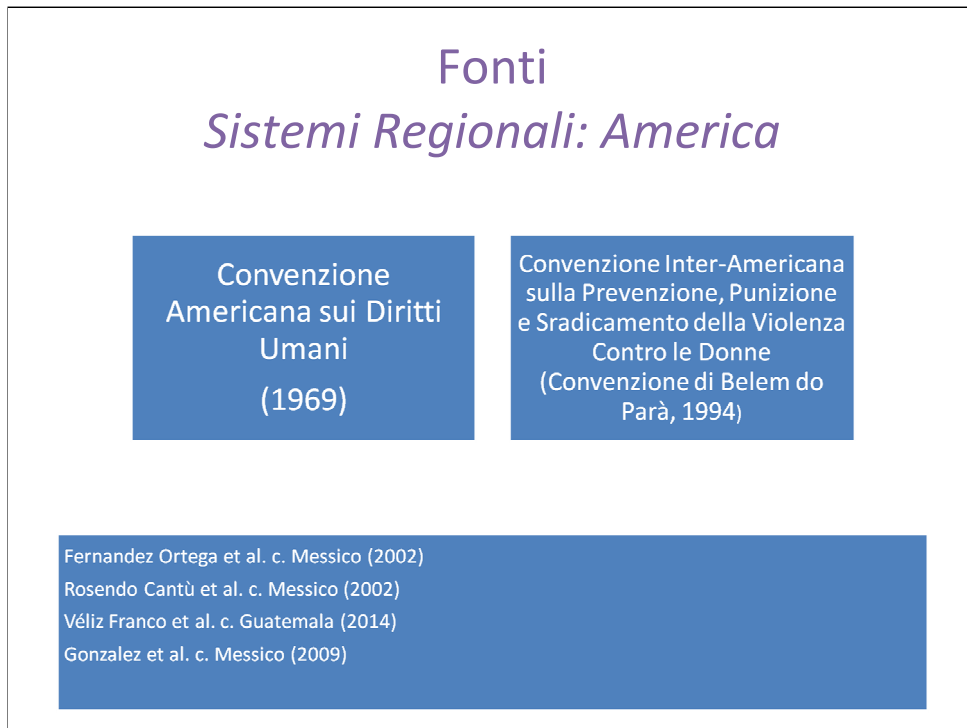 Fonti
Sistemi Regionali: America
Convenzione
Americana sui Diritti
Umani
(1969)
Convenzione Inter-Americana
sulla Prevenzione, Punizione
e Sradicamento della Violenza
Contro le Donne
(Convenzione di Belem do
Parà, 1994)
Fernandez Ortega et al. c. Messico (2002)
Rosendo Cantù et al. c. Messico (2002)
Véliz Franco et al. c. Guatemala (2014)
Gonzalez et al. c. Messico (2009)